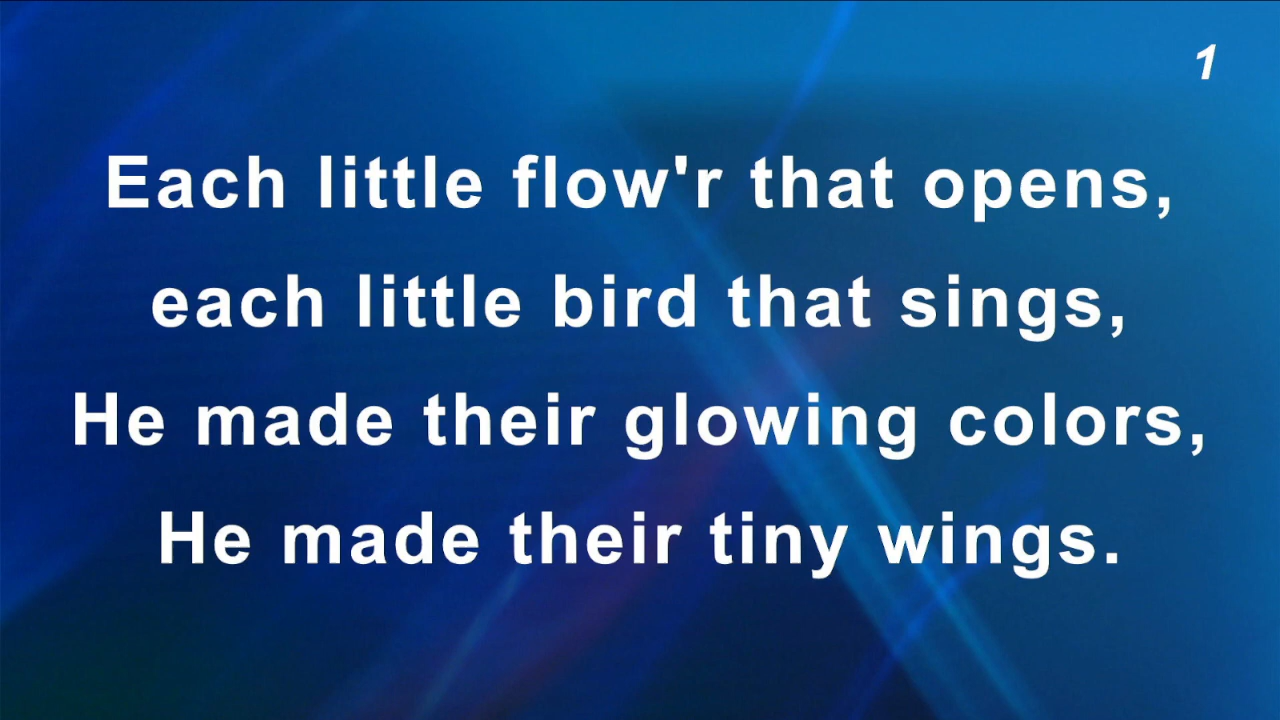 1
Each little flow'r that opens,
each little bird that sings,
He made their glowing colors,
He made their tiny wings.